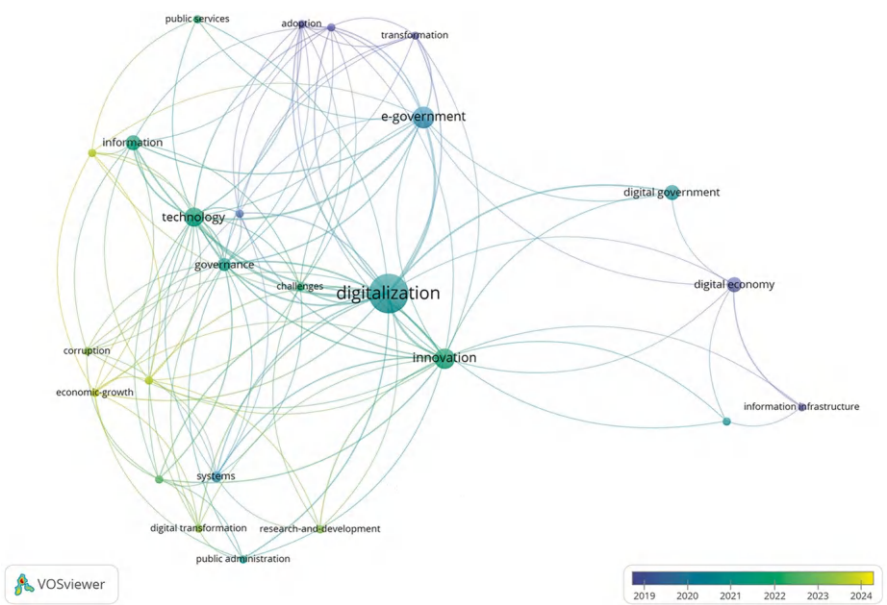 public services
adoption
transformation
e-government
information
digital government
technology
governance
digital economy
challenges
digitalization
corruption
innovation
economic-growth
information infrastructure
systems
digital transformation
research-and-development
public administration
VOSviewer
2019 2020 2021 2022 2023 2024